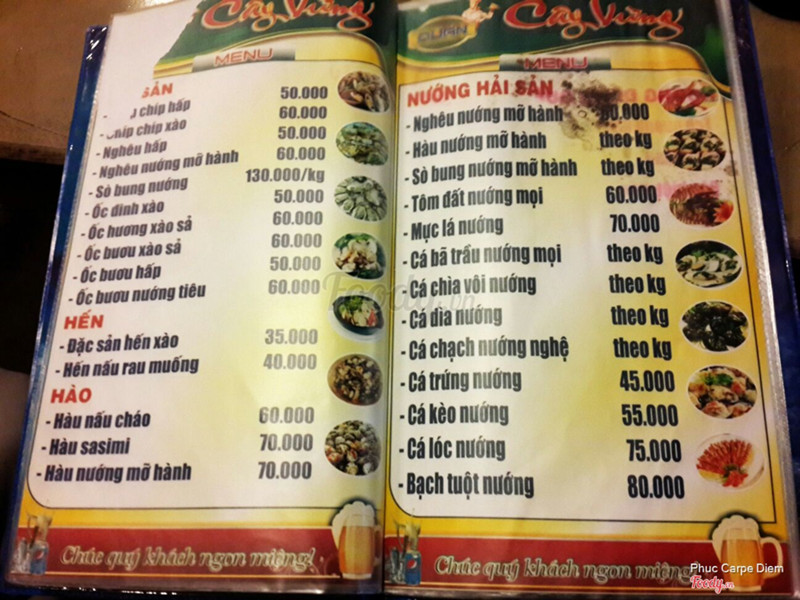 Cây Vừng
MENU
SẢN
chíp hấp 50.000
chíp xào 60.000
- Nghêu hấp 50.000
- Nghêu nướng mỡ hành 60.000
- Sò bung nướng 130.000/kg
- Ốc đinh xào 50.000
- Ốc hương xào sả 60.000
- Ốc bươu xào sả 60.000
- Ốc bươu hấp 50.000
- Ốc bươu nướng tiêu 60.000
HẾN
- Đặc sản hến xào 35.000
- Hến nấu rau muống 40.000
HÀO
- Hàu nấu cháo 60.000
- Hàu sasimi 70.000
- Hàu nướng mỡ hành 70.000
Chúc quý khách ngon miệng!
QUÁN Cây Vừng
MENU
NƯỚNG HẢI SẢN
- Nghêu nướng mỡ hành 0.000
- Hàu nướng mỡ hành theo kg
- Sò bung nướng mỡ hành theo kg
- Tôm đất nướng mọi 60.000
- Mực lá nướng 70.000
- Cá bã trầu nướng mọi theo kg
- Cá chìa vôi nướng theo kg
- Cá dìa nướng theo kg
- Cá chạch nướng nghệ theo kg
- Cá trứng nướng 45.000
- Cá kèo nướng 55.000
- Cá lóc nướng 75.000
- Bạch tuột nướng 80.000
Chúc quý khách ngon miệng
Foody.vn
Phuc Carpe Diem
Foody.vn